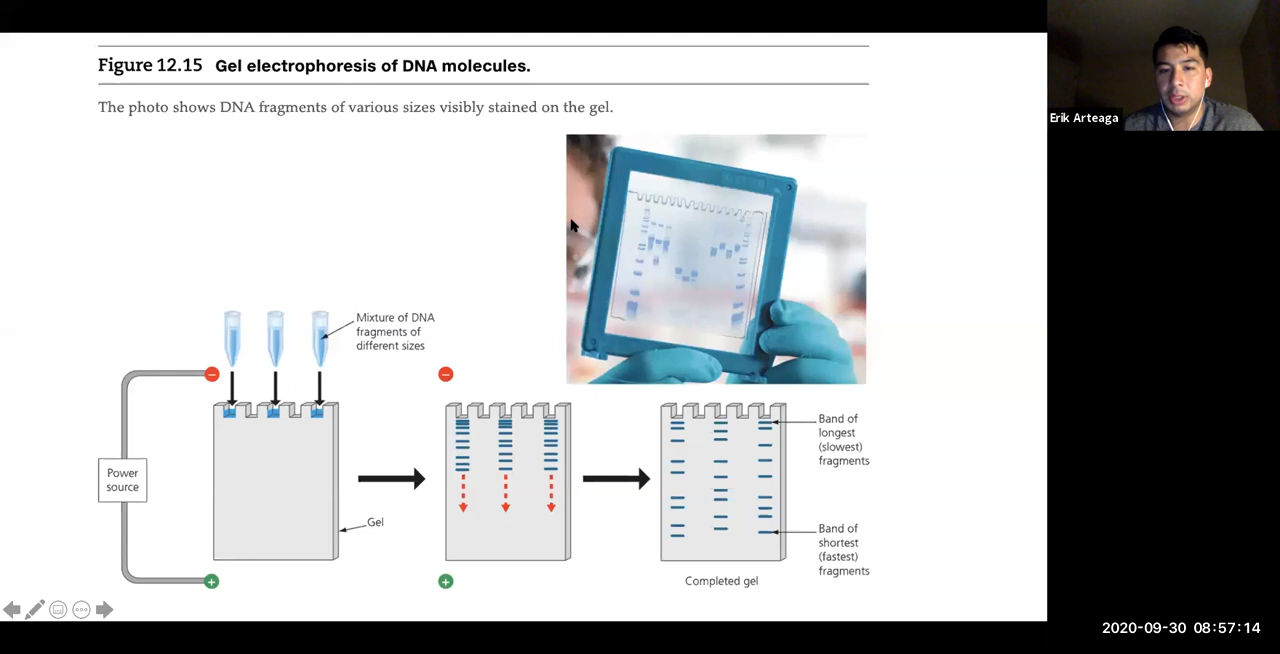 Figure 12.15 Gel electrophoresis of DNA molecules.
The photo shows DNA fragments of various sizes visibly stained on the gel.
Erik Arteaga
Mixture of DNA
fragments of
different sizes
−
−
Power
source
Gel
+
+
Band of
longest
(slowest)
fragments
Band of
shortest
(fastest)
fragments
Completed gel
2020-09-30 08:57:14